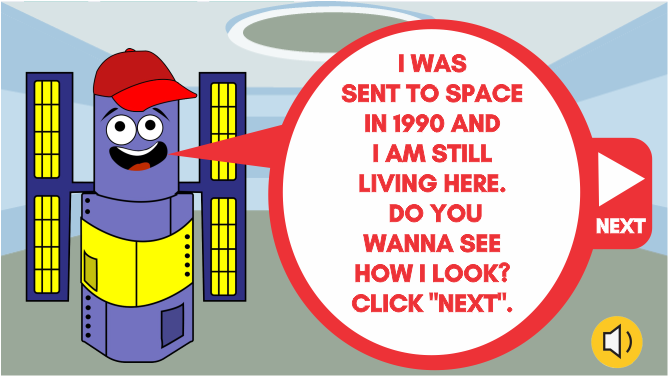 I WAS
SENT TO SPACE
IN 1990 AND
I AM STILL
LIVING HERE.
DO YOU
WANNA SEE
HOW I LOOK?
CLICK "NEXT".
NEXT